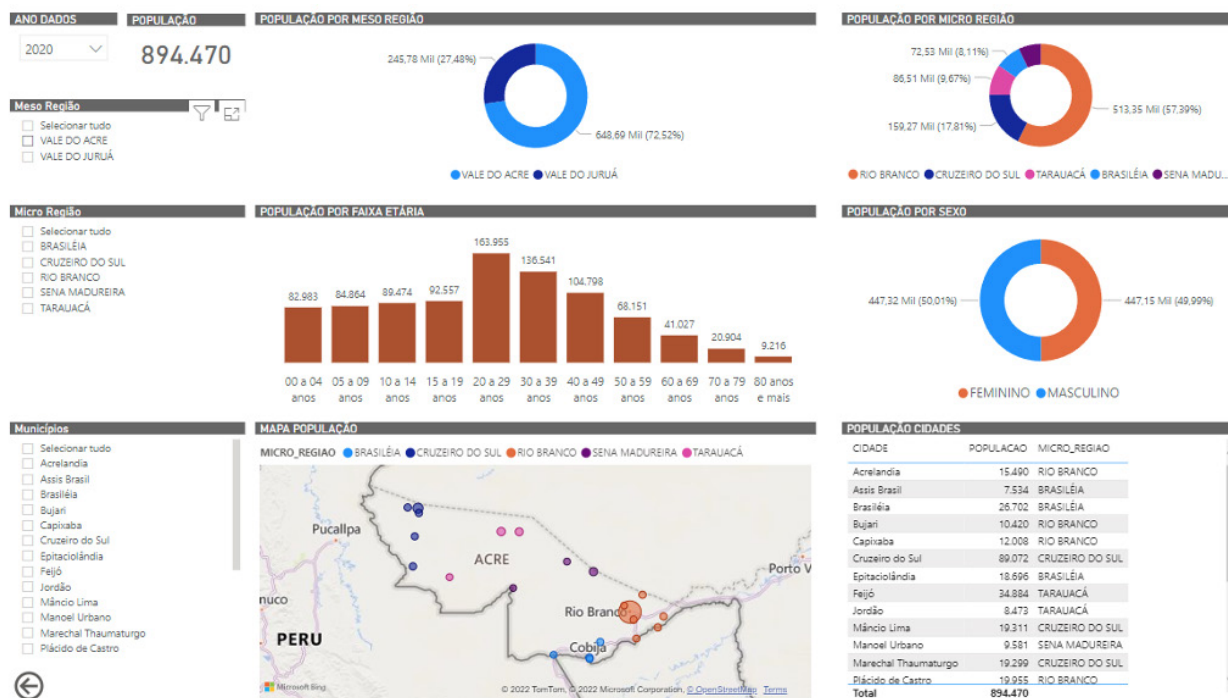 ANO DADOS
2020
POPULAÇÃO
894.470
Meso Região
Selecionar tudo
VALE DO ACRE
VALE DO JURUÁ
POPULAÇÃO POR MESO REGIÃO
245,78 Mil (27,48%)
648,69 Mil (72,52%)
VALE DO ACRE VALE DO JURUÁ
POPULAÇÃO POR MICRO REGIÃO
72,53 Mil (8,11%)
86,51 Mil (9,67%)
159,27 Mil (17,81%)
513,35 Mil (57,39%)
RIO BRANCO CRUZEIRO DO SUL TARAUACÁ BRASILÉIA SENA MADU...
Micro Região
Selecionar tudo
BRASILÉIA
CRUZEIRO DO SUL
RIO BRANCO
SENA MADUREIRA
TARAUACÁ
POPULAÇÃO POR FAIXA ETÁRIA
82.983 84.864 89.474 92.557 163.955 136.541 104.798 68.151 41.027 20.904 9.216
00 a 04 05 a 09 10 a 14 15 a 19 20 a 29 30 a 39 40 a 49 50 a 59 60 a 69 70 a 79 80 anos
anos anos anos anos anos anos anos anos anos anos e mais
POPULAÇÃO POR SEXO
447,32 Mil (50,01%)
447,15 Mil (49,99%)
FEMININO MASCULINO
Municípios
Selecionar tudo
Acrelandia
Assis Brasil
Brasiléia
Bujari
Capixaba
Cruzeiro do Sul
Epitaciolândia
Feijó
Jordão
Mâncio Lima
Manoel Urbano
Marechal Thaumaturgo
Plácido de Castro
MAPA POPULAÇÃO
MICRO_REGIAO BRASILÉIA CRUZEIRO DO SUL RIO BRANCO SENA MADUREIRA TARAUACÁ
Pucallpa
ACRE
Porto V
nuco
Rio Branco
PERU
Cobija
Microsoft Bing
© 2022 TomTom, © 2022 Microsoft Corporation, © OpenStreetMap Terms
POPULAÇÃO CIDADES
CIDADE POPULACAO MICRO_REGIAO
Acrelandia 15.490 RIO BRANCO
Assis Brasil 7.534 BRASILÉIA
Brasiléia 26.702 BRASILÉIA
Bujari 10.420 RIO BRANCO
Capixaba 12.008 RIO BRANCO
Cruzeiro do Sul 89.072 CRUZEIRO DO SUL
Epitaciolândia 18.696 BRASILÉIA
Feijó 34.884 TARAUACÁ
Jordão 8.473 TARAUACÁ
Mâncio Lima 19.311 CRUZEIRO DO SUL
Manoel Urbano 9.581 SENA MADUREIRA
Marechal Thaumaturgo 19.299 CRUZEIRO DO SUL
Plácido de Castro 19.955 RIO BRANCO
Total 894.470